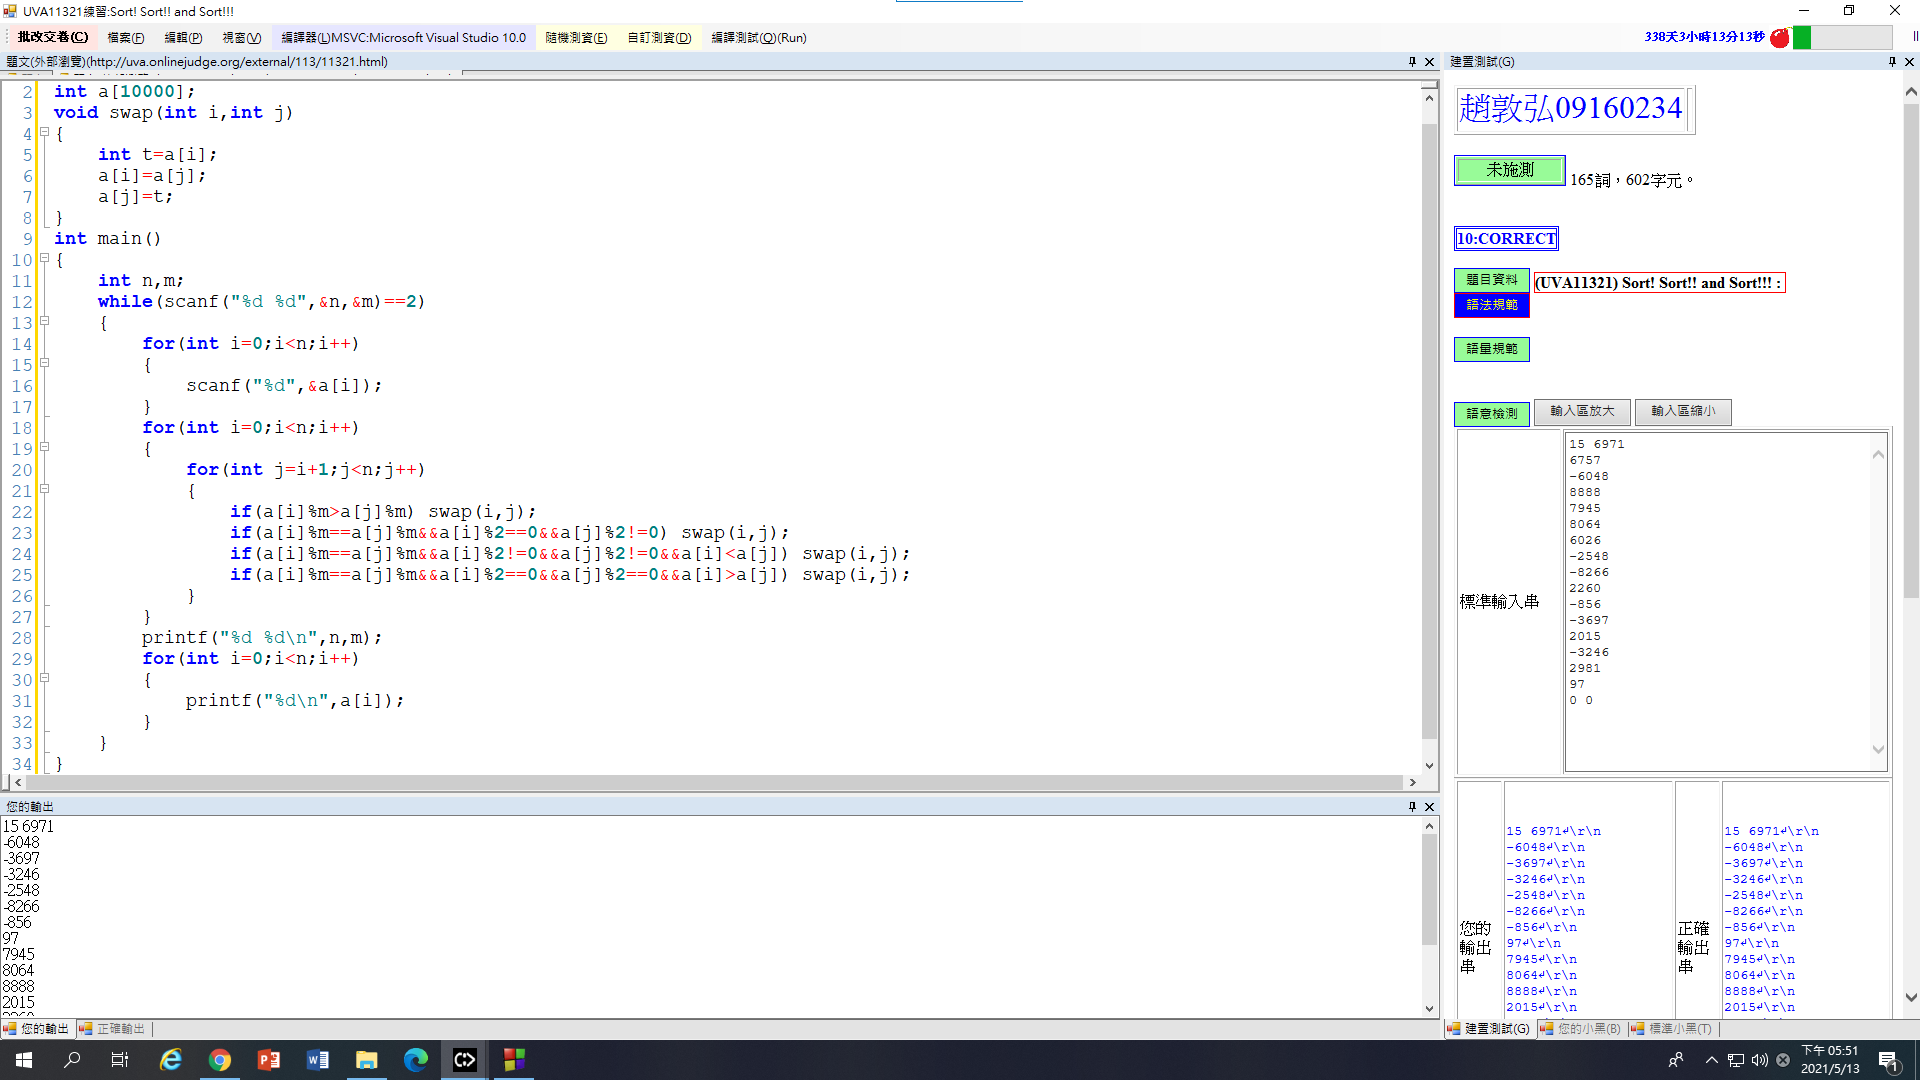 UVA11321練習:Sort! Sort!! and Sort!!!
批改交卷(C) 檔案(F) 編輯(P) 視窗(V) 編譯器(L)MSVC:Microsoft Visual Studio 10.0 隨機測資(E) 自訂測資(D) 編譯測試(Q)(Run)
338天3小時13分13秒
題文(外部瀏覽)(http://uva.onlinejudge.org/external/113/11321.html)
2 int a[10000];
3 void swap(int i,int j)
4 {
5 int t=a[i];
6 a[i]=a[j];
7 a[j]=t;
8 }
9 int main()
10 {
11 int n,m;
12 while(scanf("%d %d",&n,&m)==2)
13 {
14 for(int i=0;i<n;i++)
15 {
16 scanf("%d",&a[i]);
17 }
18 for(int i=0;i<n;i++)
19 {
20 for(int j=i+1;j<n;j++)
21 {
22 if(a[i]%m>a[j]%m) swap(i,j);
23 if(a[i]%m==a[j]%m&&a[i]%2==0&&a[j]%2!=0) swap(i,j);
24 if(a[i]%m==a[j]%m&&a[i]%2!=0&&a[j]%2!=0&&a[i]<a[j]) swap(i,j);
25 if(a[i]%m==a[j]%m&&a[i]%2==0&&a[j]%2==0&&a[i]>a[j]) swap(i,j);
26 }
27 }
28 printf("%d %d\n",n,m);
29 for(int i=0;i<n;i++)
30 {
31 printf("%d\n",a[i]);
32 }
33 }
34 }
您的輸出
15 6971
-6048
-3697
-3246
-2548
-8266
-856
97
7945
8064
8888
2015
您的輸出 正確輸出
建置測試(G)
趙敦弘09160234
未施測 165詞，602字元。
10:CORRECT
題目資料 (UVA11321) Sort! Sort!! and Sort!!! :
語法規範
語量規範
語意檢測 輸入區放大 輸入區縮小
標準輸入串
15 6971
6757
-6048
8888
7945
8064
6026
-2548
-8266
2260
-856
-3697
2015
-3246
2981
97
0 0
您的輸出串
15 6971↲\r\n
-6048↲\r\n
-3697↲\r\n
-3246↲\r\n
-2548↲\r\n
-8266↲\r\n
-856↲\r\n
97↲\r\n
7945↲\r\n
8064↲\r\n
8888↲\r\n
2015↲\r\n
正確輸出串
15 6971↲\r\n
-6048↲\r\n
-3697↲\r\n
-3246↲\r\n
-2548↲\r\n
-8266↲\r\n
-856↲\r\n
97↲\r\n
7945↲\r\n
8064↲\r\n
8888↲\r\n
2015↲\r\n
建置測試(G) 您的小黑(B) 標準小黑(T)
下午 05:51
2021/5/13
1